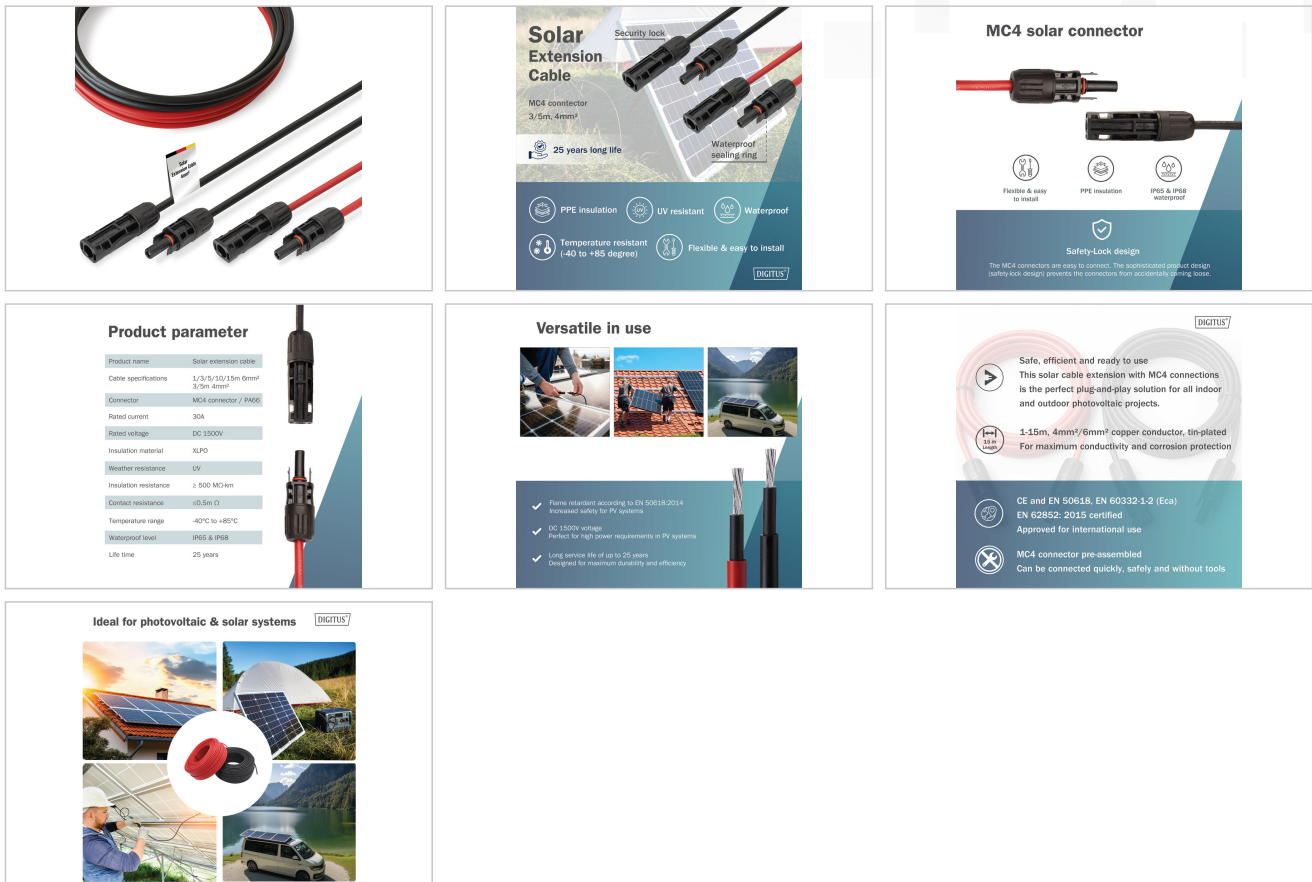 Solar
Extension Cable
4mm²
Solar
Extension
Cable
MC4 conntector
3/5m, 4mm²
25 years long life
Security lock
Waterproof
sealing ring
PPE insulation
UV
UV resistant
Waterproof
Temperature resistant
(-40 to +85 degree)
Flexible & easy to install
DIGITUS®
MC4 solar connector
Flexible & easy
to install
PPE insulation
IP65 & IP68
waterproof
Safety-Lock design
The MC4 connectors are easy to connect. The sophisticated product design
(safety-lock design) prevents the connectors from accidentally coming loose.
Product parameter
Product name Solar extension cable
Cable specifications 1/3/5/10/15m 6mm²
3/5m 4mm²
Connector MC4 connector / PA66
Rated current 30A
Rated voltage DC 1500V
Insulation material XLPO
Weather resistance UV
Insulation resistance ≥ 500 MΩ·km
Contact resistance ≤0.5m Ω
Temperature range -40°C to +85°C
Waterproof level IP65 & IP68
Life time 25 years
Versatile in use
Flame retardant according to EN 50618:2014
Increased safety for PV systems
DC 1500V voltage
Perfect for high power requirements in PV systems
Long service life of up to 25 years
Designed for maximum durability and efficiency
DIGITUS®
Safe, efficient and ready to use
This solar cable extension with MC4 connections
is the perfect plug-and-play solution for all indoor
and outdoor photovoltaic projects.
15 m
Length
1-15m, 4mm²/6mm² copper conductor, tin-plated
For maximum conductivity and corrosion protection
CE and EN 50618, EN 60332-1-2 (Eca)
EN 62852: 2015 certified
Approved for international use
MC4 connector pre-assembled
Can be connected quickly, safely and without tools
Ideal for photovoltaic & solar systems
DIGITUS®